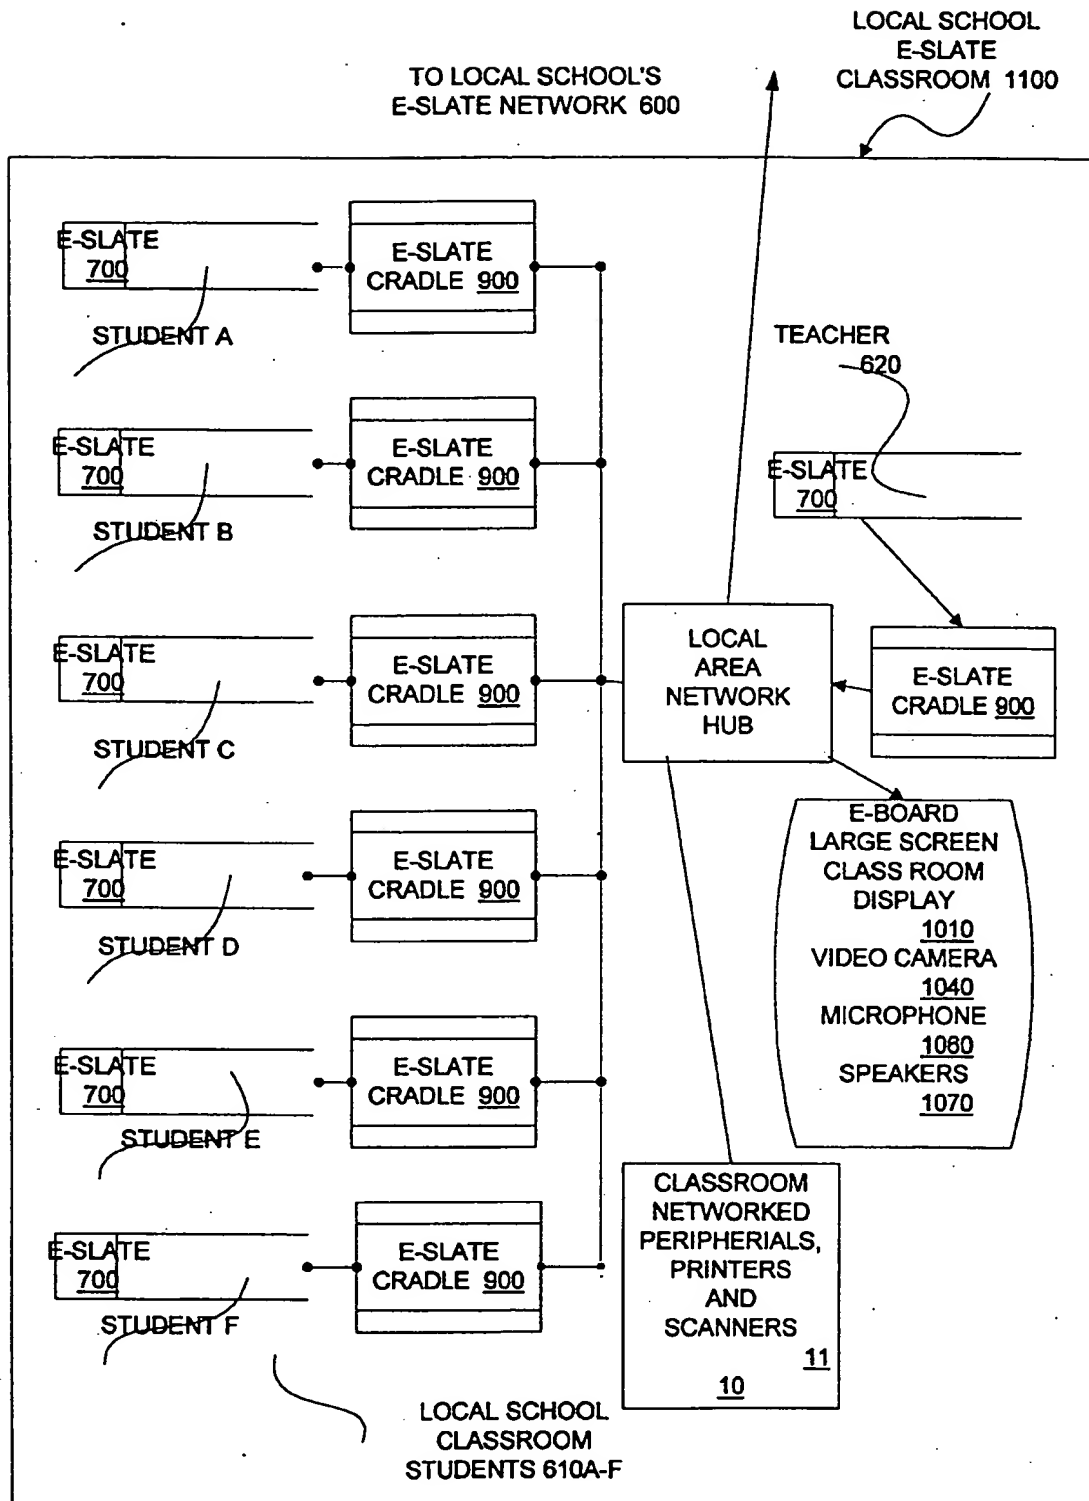 LOCAL SCHOOL
E-SLATE
CLASSROOM 1100
TO LOCAL SCHOOL'S
E-SLATE NETWORK 600
E-SLATE
700
STUDENT A
E-SLATE
CRADLE 900
E-SLATE
700
STUDENT B
E-SLATE
CRADLE 900
E-SLATE
700
STUDENT C
E-SLATE
CRADLE 900
E-SLATE
700
STUDENT D
E-SLATE
CRADLE 900
E-SLATE
700
STUDENT E
E-SLATE
CRADLE 900
E-SLATE
700
STUDENT F
E-SLATE
CRADLE 900
LOCAL SCHOOL
CLASSROOM
STUDENTS 610A-F
TEACHER
620
E-SLATE
700
E-SLATE
CRADLE 900
LOCAL
AREA
NETWORK
HUB
E-BOARD
LARGE SCREEN
CLASS ROOM
DISPLAY
1010
VIDEO CAMERA
1040
MICROPHONE
1060
SPEAKERS
1070
CLASSROOM
NETWORKED
PERIPHERIALS,
PRINTERS
AND
SCANNERS
11
10